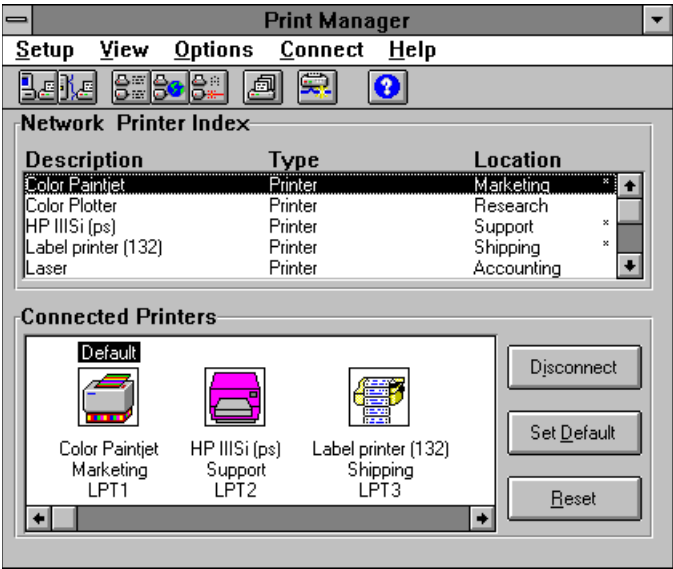 Print Manager
Setup View Options Connect Help
Network Printer Index
Description Type Location
Color Paintjet Printer Marketing *
Color Plotter Printer Research
HP IIISi (ps) Printer Support *
Label printer (132) Printer Shipping *
Laser Printer Accounting
Connected Printers
Default
Color Paintjet HP IIISi (ps) Label printer (132)
Marketing Support Shipping
LPT1 LPT2 LPT3
Disconnect
Set Default
Reset